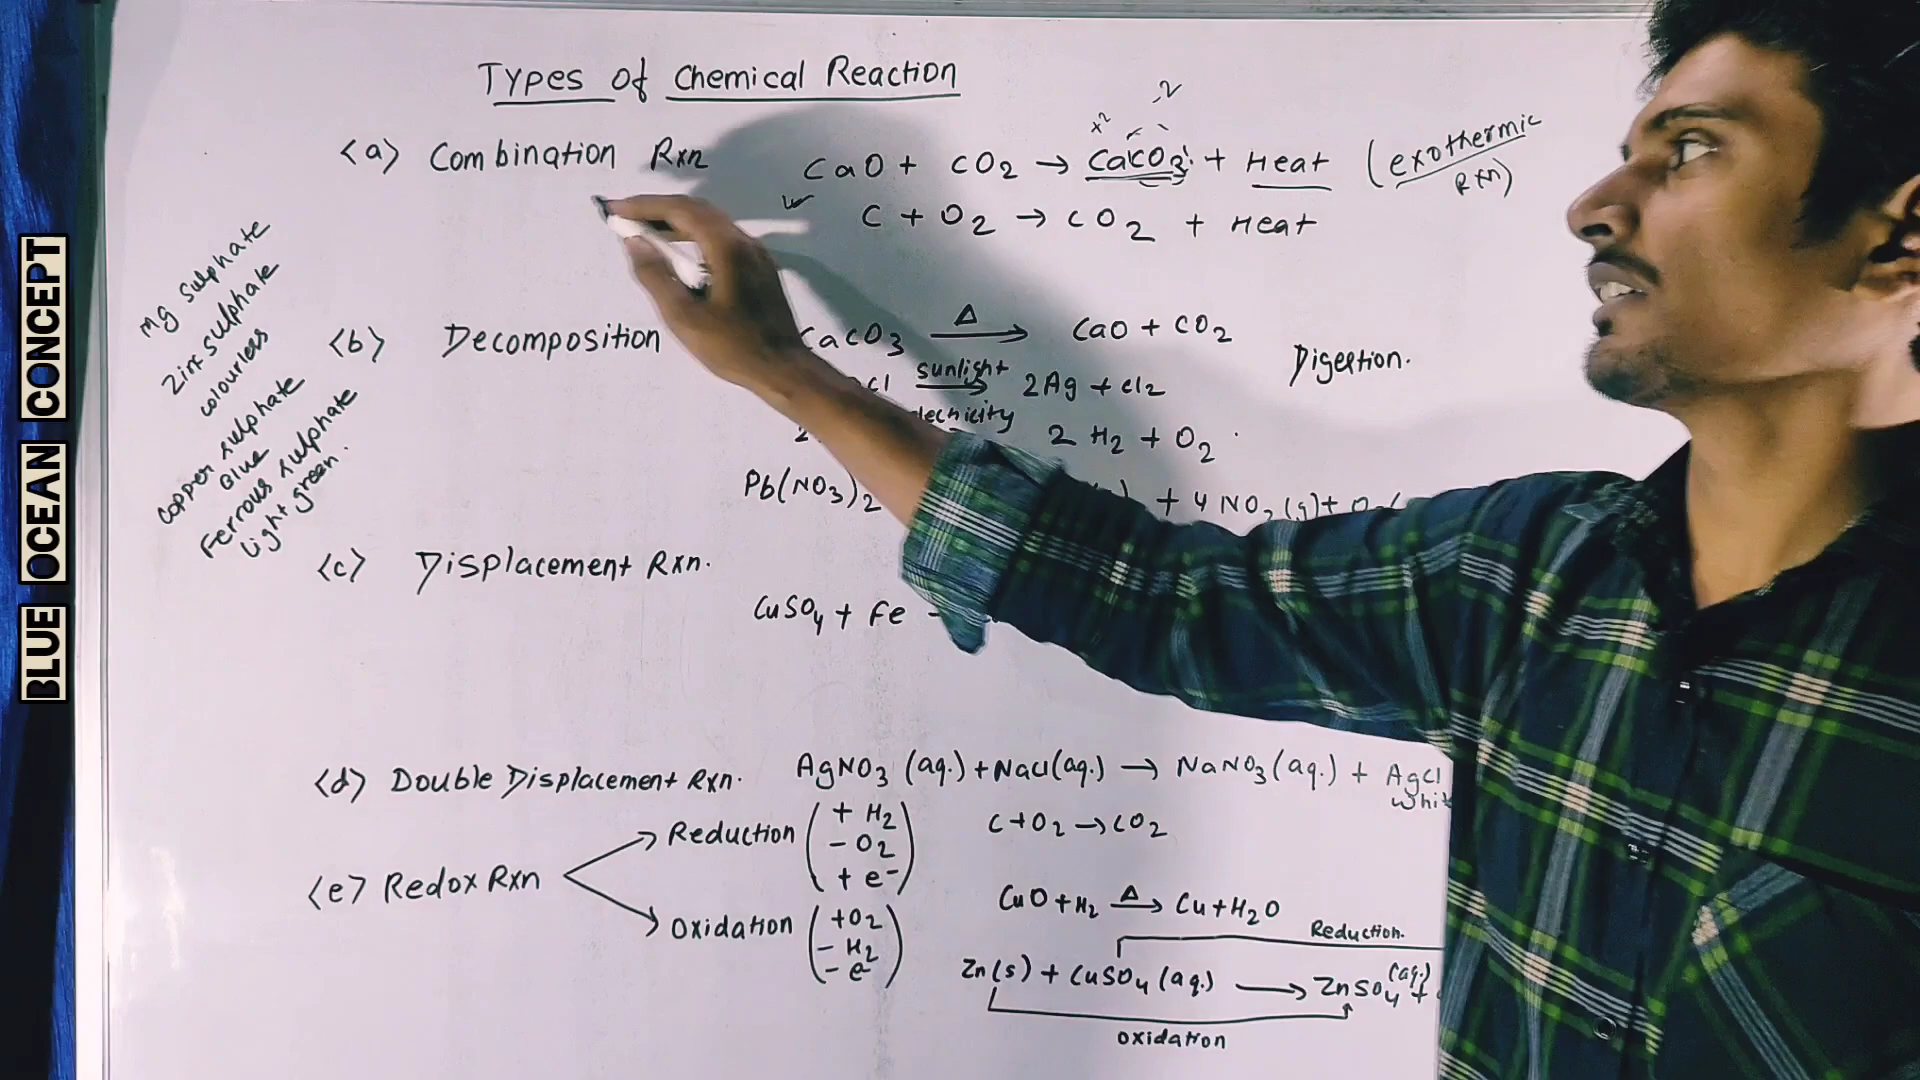 Types of Chemical Reaction
<a> Combination Rxn
CaO + CO2 → CaCO3 + Heat (exothermic Rxn)
+2
-2
C + O2 → CO2 + Heat
Mg sulphate
Zinx sulphate
colourless
copper sulphate
Blue
Ferrous sulphate
light green.
<b> Decomposition
CaCO3 Δ→ CaO + CO2
Digestion.
sunlight→ 2Ag + Cl2
2 H2 + O2
Pb(NO3)2 + 4 NO2 (g) +
<c> Displacement Rxn.
CuSO4 + Fe
<d> Double Displacement Rxn. AgNO3 (aq.) + NaCl (aq.) → NaNO3 (aq.) + AgCl
<e> Redox Rxn
Reduction ( + H2
- O2
+ e- )
Oxidation ( + O2
- H2
- e- )
C + O2 → CO2
CuO + H2 Δ→ Cu + H2O
Reduction.
Zn(s) + CuSO4 (aq.) → ZnSO4 (aq.) +
oxidation
BLUE OCEAN CONCEPT